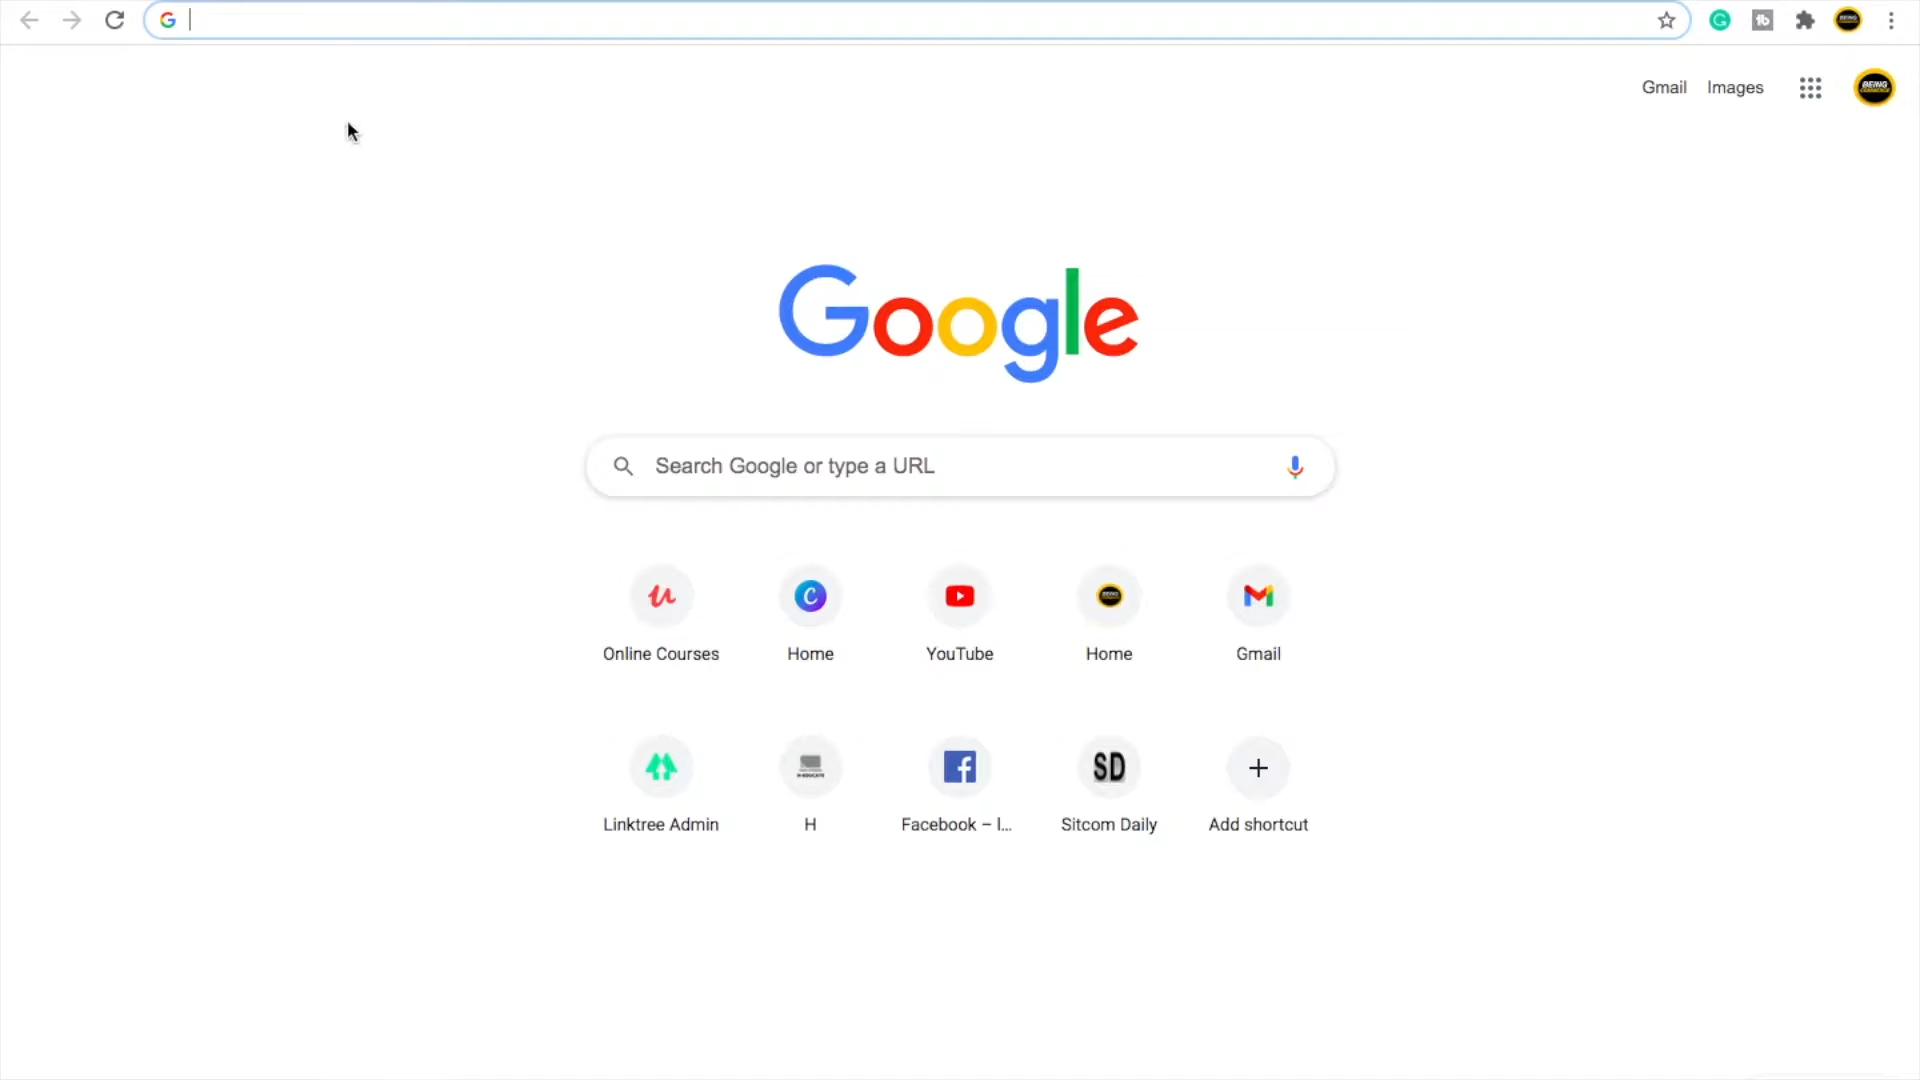 Gmail Images
Google
Search Google or type a URL
Online Courses
Home
YouTube
Home
Gmail
Linktree Admin
H
Facebook – l...
SD
Sitcom Daily
Add shortcut